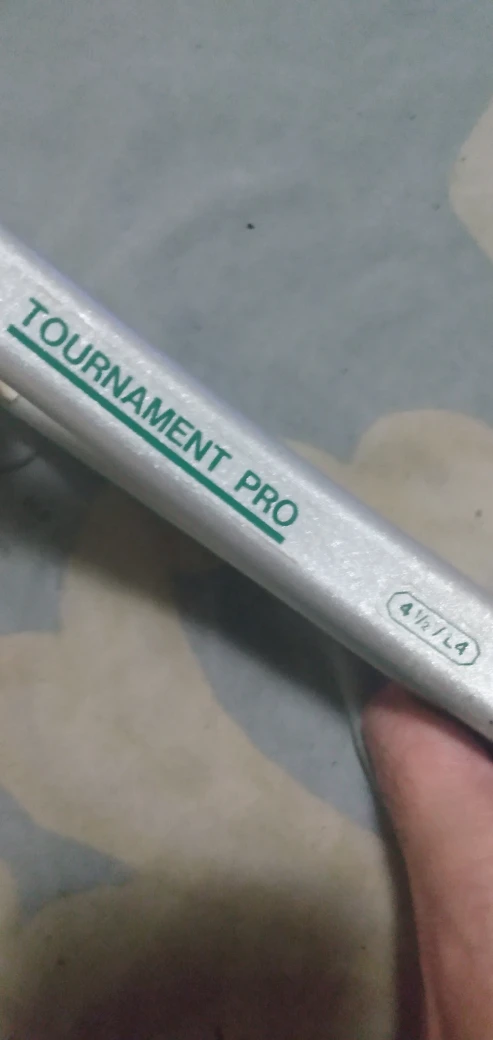 TOURNAMENT PRO
4 1/2 / L4